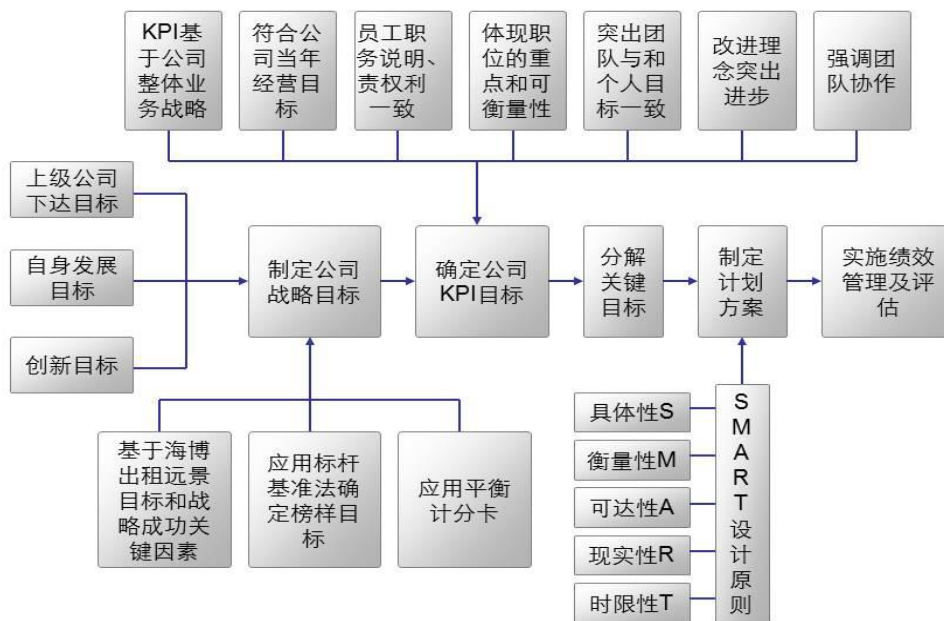 KPI基
于公司
整体业
务战略
符合公
司当年
经营目
标
员工职
务说明、
责权利
一致
体现职
位的重
点和可
衡量性
突出团
队与和
个人目
标一致
改进理
念突出
进步
强调团
队协作
上级公司
下达目标
自身发展
目标
创新目标
制定公司
战略目标
确定公司
KPI目标
分解
关键
目标
制定
计划
方案
实施绩效
管理及评
估
基于海博
出租远景
目标和战
略成功关
键因素
应用标杆
基准法确
定榜样目
标
应用平衡
计分卡
具体性S
衡量性M
可达性A
现实性R
时限性T
S
M
A
R
T
设
计
原
则